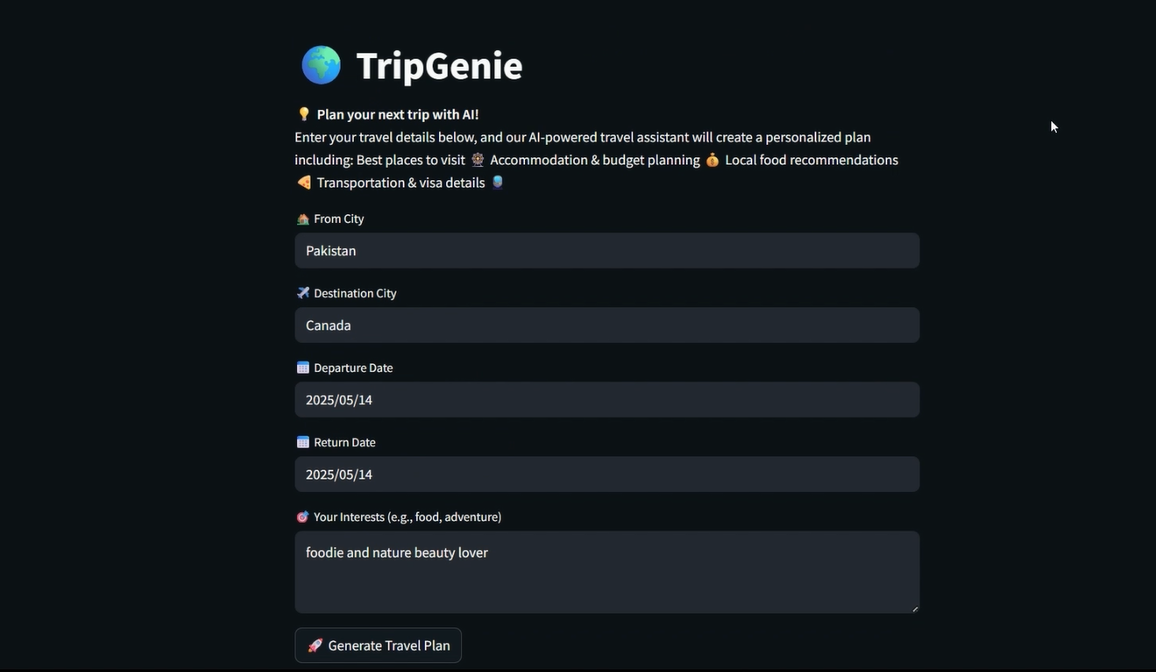 TripGenie
Plan your next trip with AI!
Enter your travel details below, and our AI-powered travel assistant will create a personalized plan
including: Best places to visit 🎡 Accommodation & budget planning 💰 Local food recommendations
🍕 Transportation & visa details
From City
Pakistan
Destination City
Canada
Departure Date
2025/05/14
Return Date
2025/05/14
Your Interests (e.g., food, adventure)
foodie and nature beauty lover
Generate Travel Plan